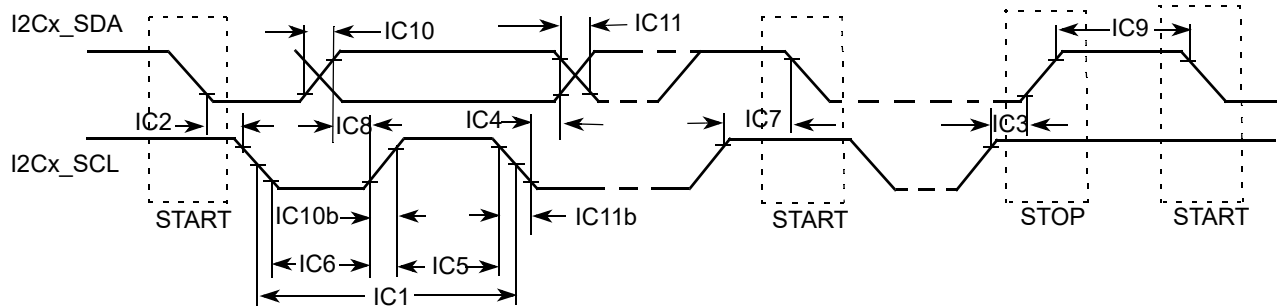 I2Cx_SDA
IC10
IC11
IC9
IC2
IC8
IC4
IC7
IC3
I2Cx_SCL
START
IC10b
IC11b
START
STOP
START
IC6
IC5
IC1